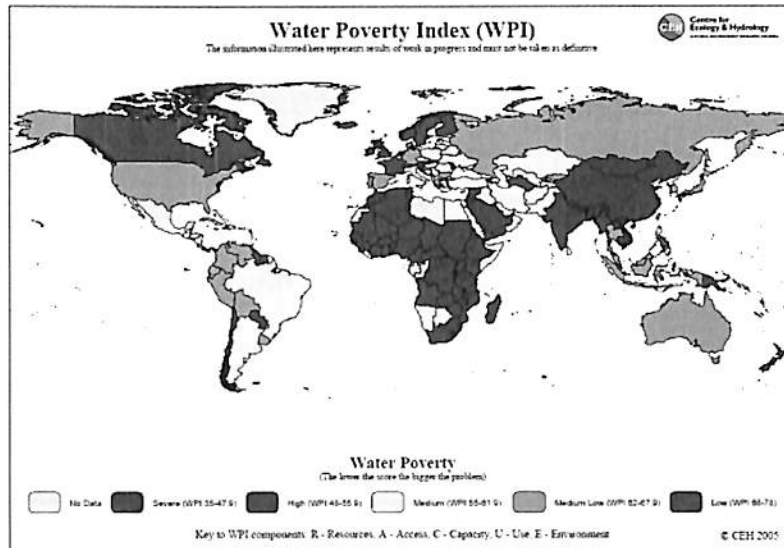 Water Poverty Index (WPI)
The information illustrated here represents results of work in progress and must not be taken as definitive
Centre for
Ecology & Hydrology
CEH
Water Poverty
(The lower the score the bigger the problem)
No Data
Severe (WPI 35-47.9)
High (WPI 48-55.9)
Medium (WPI 56-61.9)
Medium Low (WPI 62-67.9)
Low (WPI 68-78)
Key to WPI components: R - Resources, A - Access, C - Capacity, U - Use, E - Environment
© CEH 2005